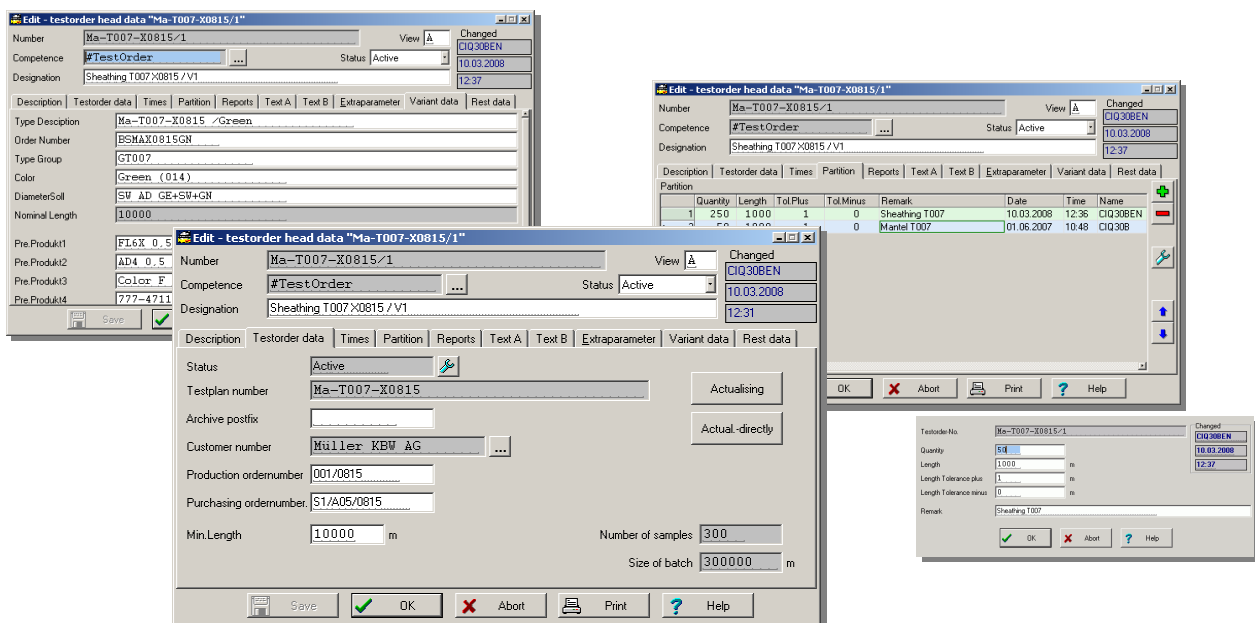 Edit - testorder head data "Ma-T007-X0815/1"
Number Ma-T007-X0815/1 View A Changed
CIQ30BEN
Competence #TestOrder ... Status Active 10.03.2008
Designation Sheathing T007 X0815 / V1 12:37
Description Testorder data Times Partition Reports Text A Text B Extraparameter Variant data Rest data
Type Desciption Ma-T007-X0815 /Green
Order Number BSMAX0815GN
Type Group GT007
Color Green (014)
DiameterSoll SW AD GE+SW+GN
Nominal Length 10000
Pre.Produkt1 FL6X 0,5
Pre.Produkt2 AD4 0,5
Pre.Produkt3 Color F
Pre.Produkt4 777-4711
Save
Edit - testorder head data "Ma-T007-X0815/1"
Number Ma-T007-X0815/1 View A Changed
CIQ30BEN
Competence #TestOrder ... Status Active 10.03.2008
Designation Sheathing T007 X0815 / V1 12:37
Description Testorder data Times Partition Reports Text A Text B Extraparameter Variant data Rest data
Partition
Quantity Length Tol.Plus Tol.Minus Remark Date Time Name
1 250 1000 1 0 Sheathing T007 10.03.2008 12:36 CIQ30BEN
2 50 1000 1 0 Mantel T007 01.06.2007 10:48 CIQ30B
OK Abort Print Help
Edit - testorder head data "Ma-T007-X0815/1"
Number Ma-T007-X0815/1 View A Changed
CIQ30BEN
Competence #TestOrder ... Status Active 10.03.2008
Designation Sheathing T007 X0815 / V1 12:31
Description Testorder data Times Partition Reports Text A Text B Extraparameter Variant data Rest data
Status Active
Testplan number Ma-T007-X0815 Actualising
Archive postfix
Actual.-directly
Customer number Müller KBW AG ...
Production ordernumber 001/0815
Purchasing ordernumber. S1/A05/0815
Min.Length 10000 m Number of samples 300
Size of batch 300000 m
Save OK Abort Print Help
Testorder-No. Ma-T007-X0815/1 Changed
CIQ30BEN
Quantity 50 10.03.2008
Length 1000 m 12:37
Length Tolerance plus 1 m
Length Tolerance minus 0 m
Remark Sheathing T007
OK Abort Help